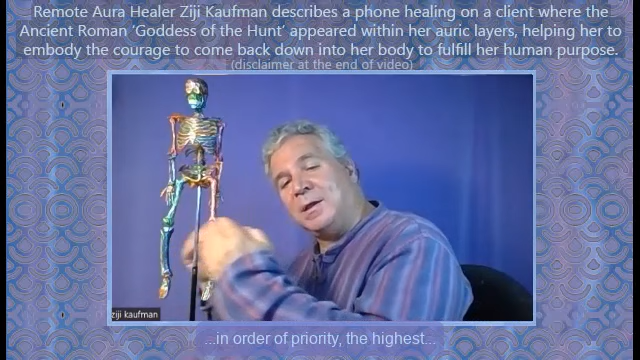 Remote Aura Healer Ziji Kaufman describes a phone healing on a client where the
Ancient Roman ‘Goddess of the Hunt’ appeared within her auric layers, helping her to
embody the courage to come back down into her body to fulfill her human purpose.
(disclaimer at the end of video)
ziji kaufman
...in order of priority, the highest...